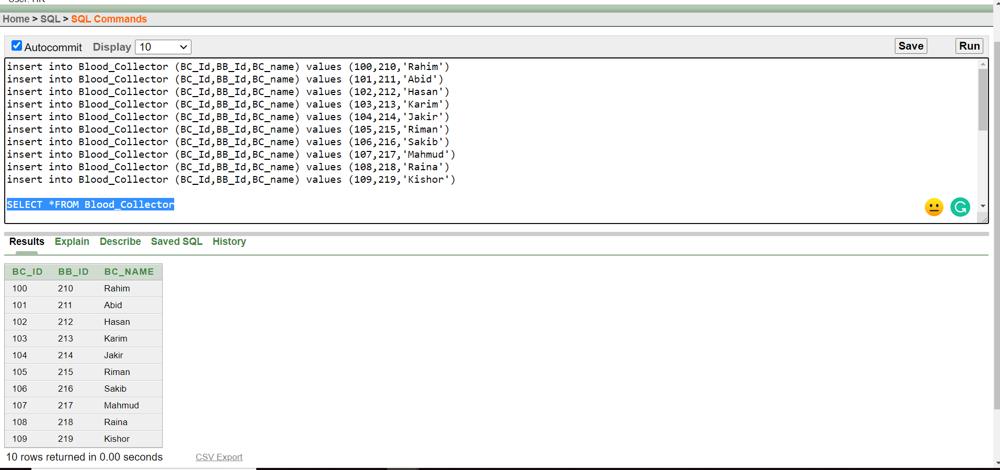 User: HR
Home > SQL > SQL Commands
Autocommit Display 10 Save Run
insert into Blood_Collector (BC_Id,BB_Id,BC_name) values (100,210,'Rahim')
insert into Blood_Collector (BC_Id,BB_Id,BC_name) values (101,211,'Abid')
insert into Blood_Collector (BC_Id,BB_Id,BC_name) values (102,212,'Hasan')
insert into Blood_Collector (BC_Id,BB_Id,BC_name) values (103,213,'Karim')
insert into Blood_Collector (BC_Id,BB_Id,BC_name) values (104,214,'Jakir')
insert into Blood_Collector (BC_Id,BB_Id,BC_name) values (105,215,'Riman')
insert into Blood_Collector (BC_Id,BB_Id,BC_name) values (106,216,'Sakib')
insert into Blood_Collector (BC_Id,BB_Id,BC_name) values (107,217,'Mahmud')
insert into Blood_Collector (BC_Id,BB_Id,BC_name) values (108,218,'Raina')
insert into Blood_Collector (BC_Id,BB_Id,BC_name) values (109,219,'Kishor')
SELECT *FROM Blood_Collector
Results Explain Describe Saved SQL History
BC_ID BB_ID BC_NAME
100 210 Rahim
101 211 Abid
102 212 Hasan
103 213 Karim
104 214 Jakir
105 215 Riman
106 216 Sakib
107 217 Mahmud
108 218 Raina
109 219 Kishor
10 rows returned in 0.00 seconds CSV Export